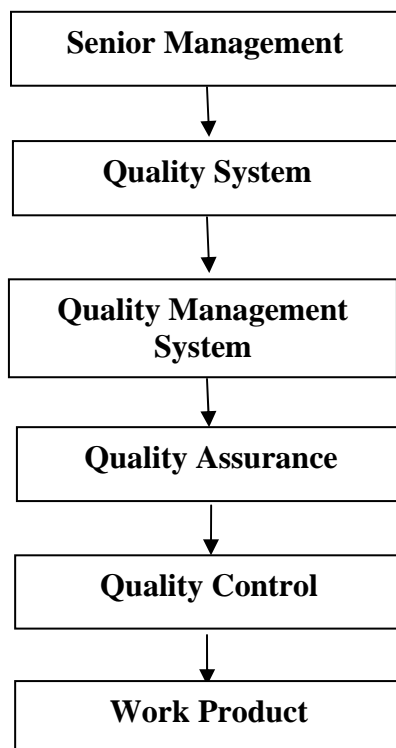 Senior Management
Quality System
Quality Management
System
Quality Assurance
Quality Control
Work Product